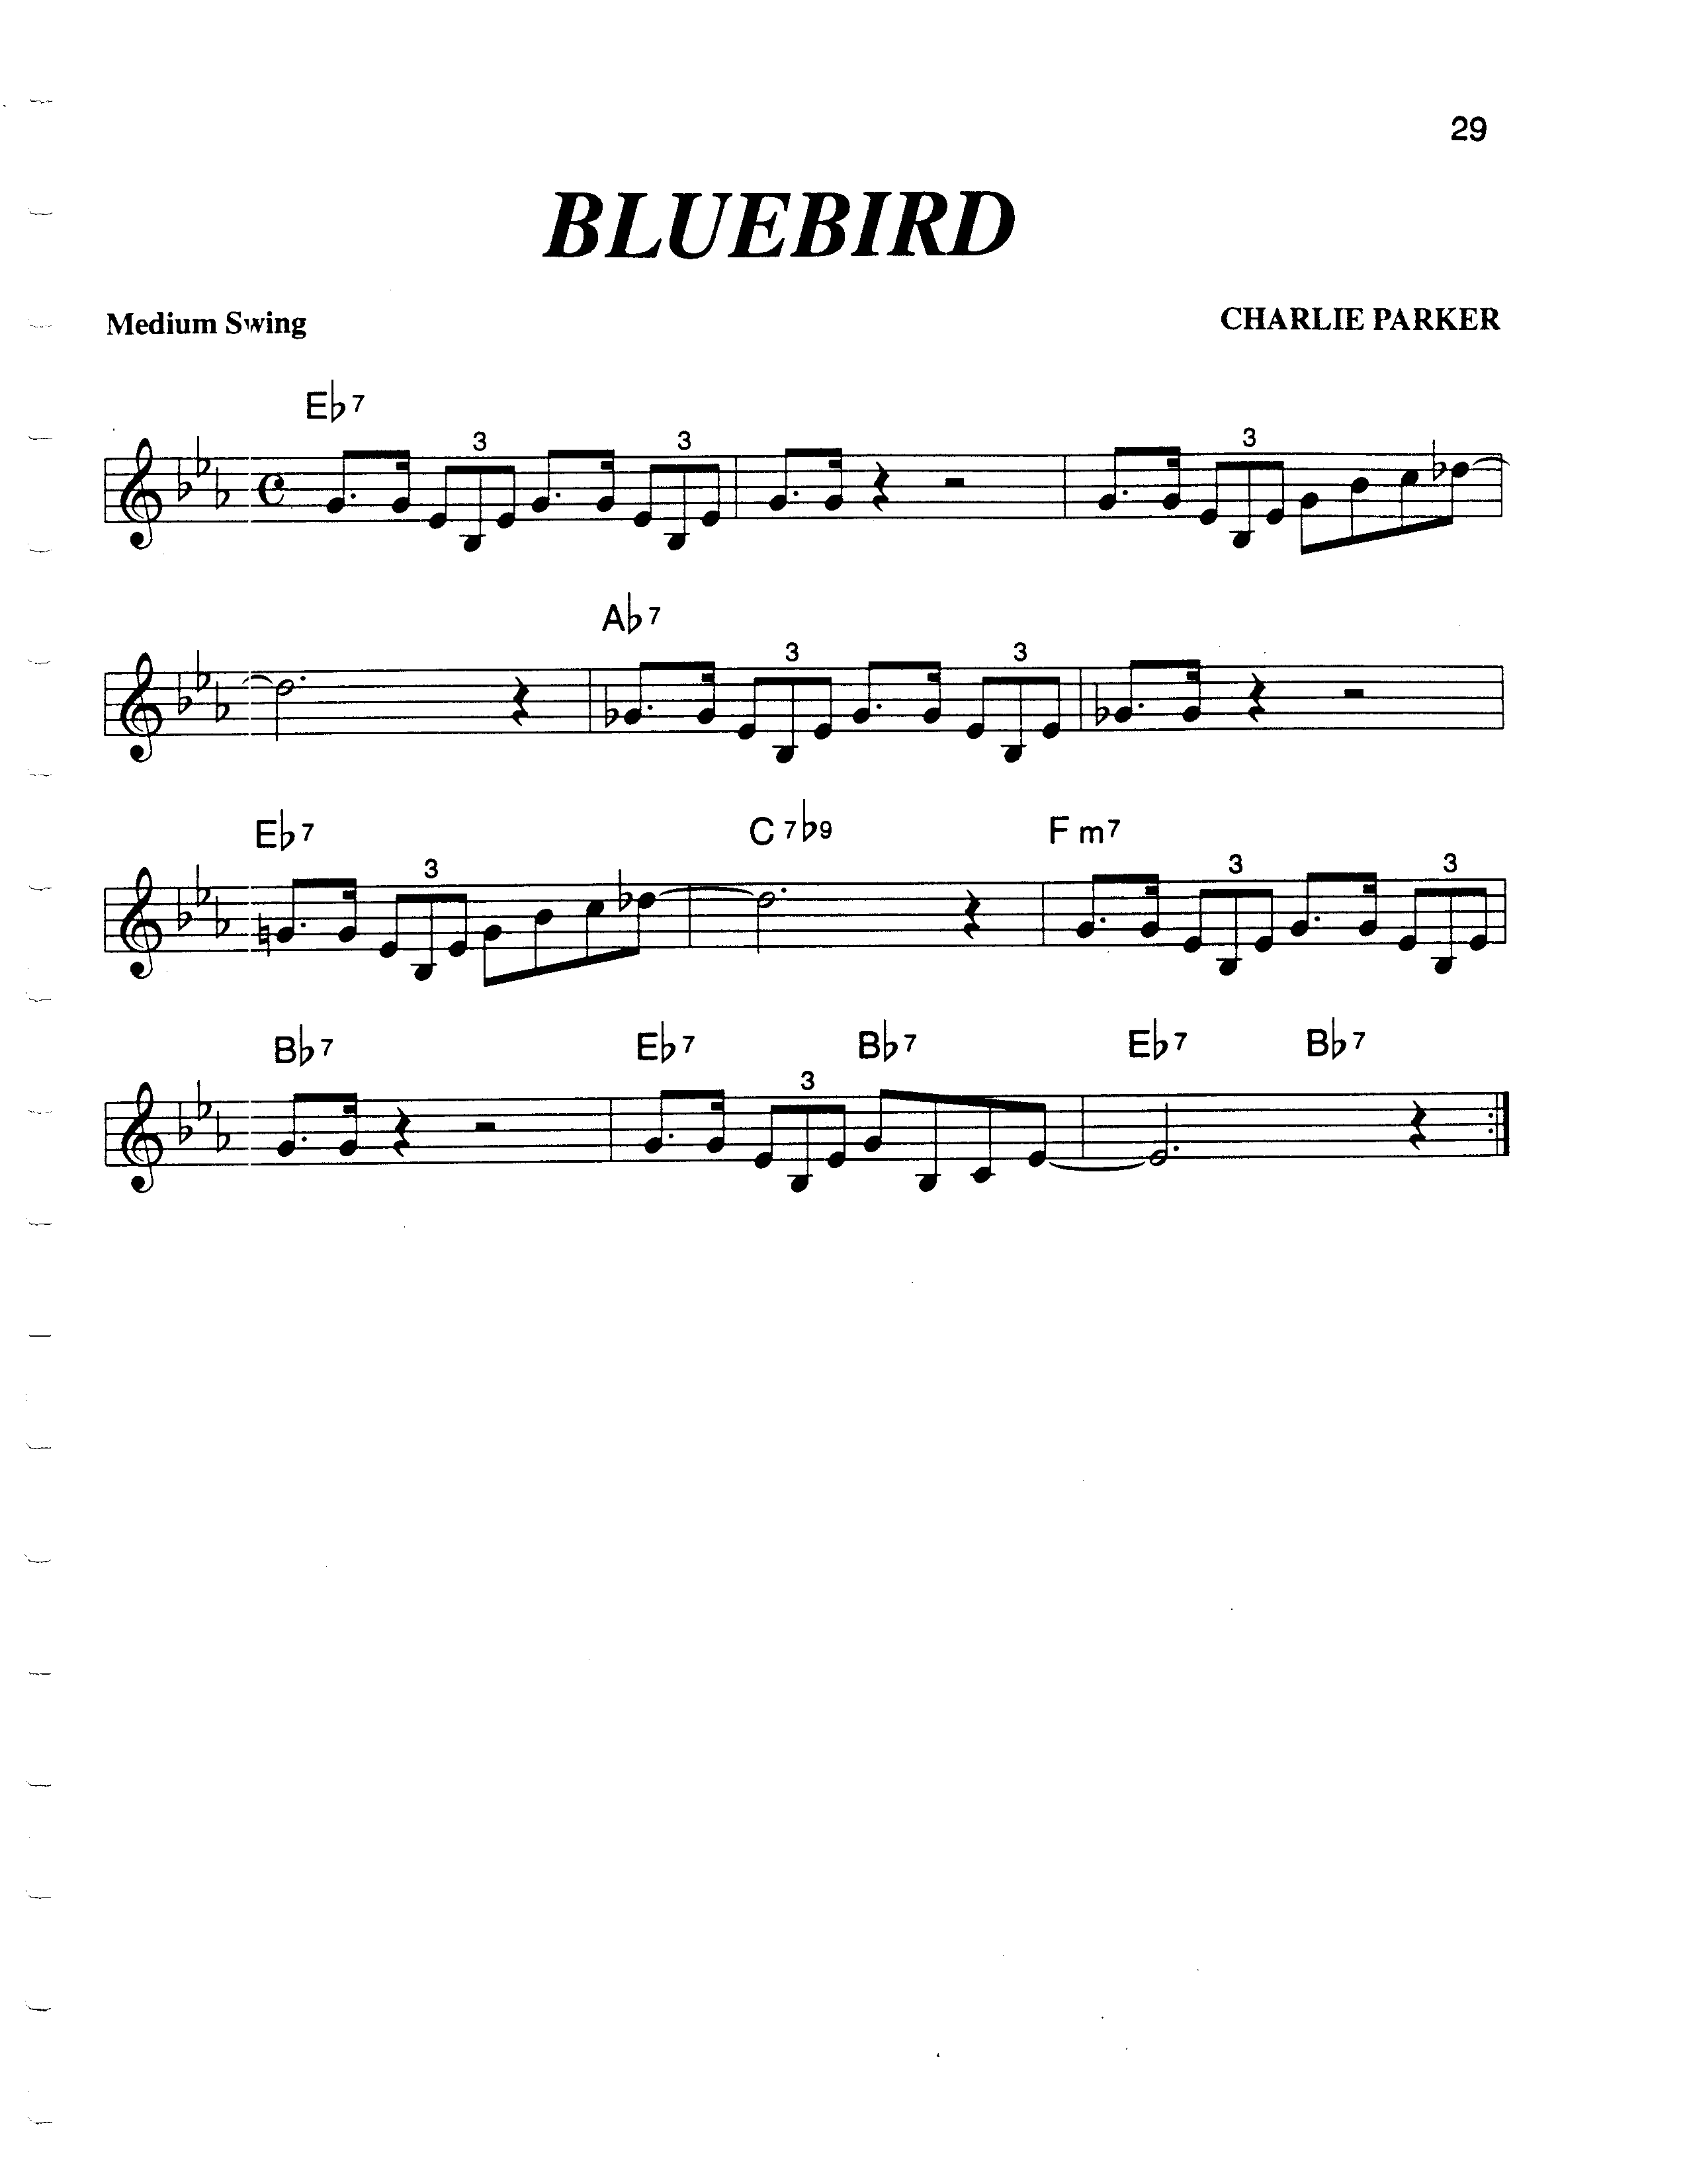 29
BLUEBIRD
Medium Swing CHARLIE PARKER
E♭7
3 3 3
A♭7
3 3
E♭7 C7♭9 Fm7
3 3 3
B♭7 E♭7 B♭7 E♭7 B♭7
3